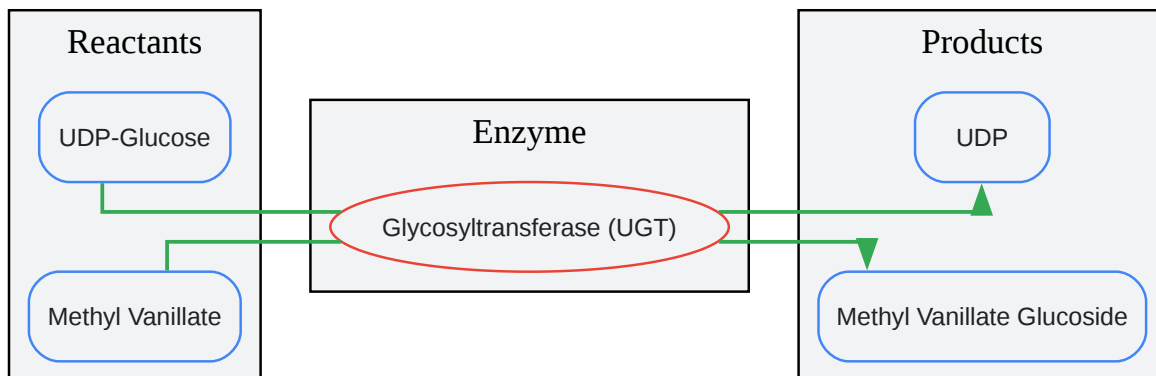 Reactants
UDP-Glucose
Methyl Vanillate
Enzyme
Glycosyltransferase (UGT)
Products
UDP
Methyl Vanillate Glucoside